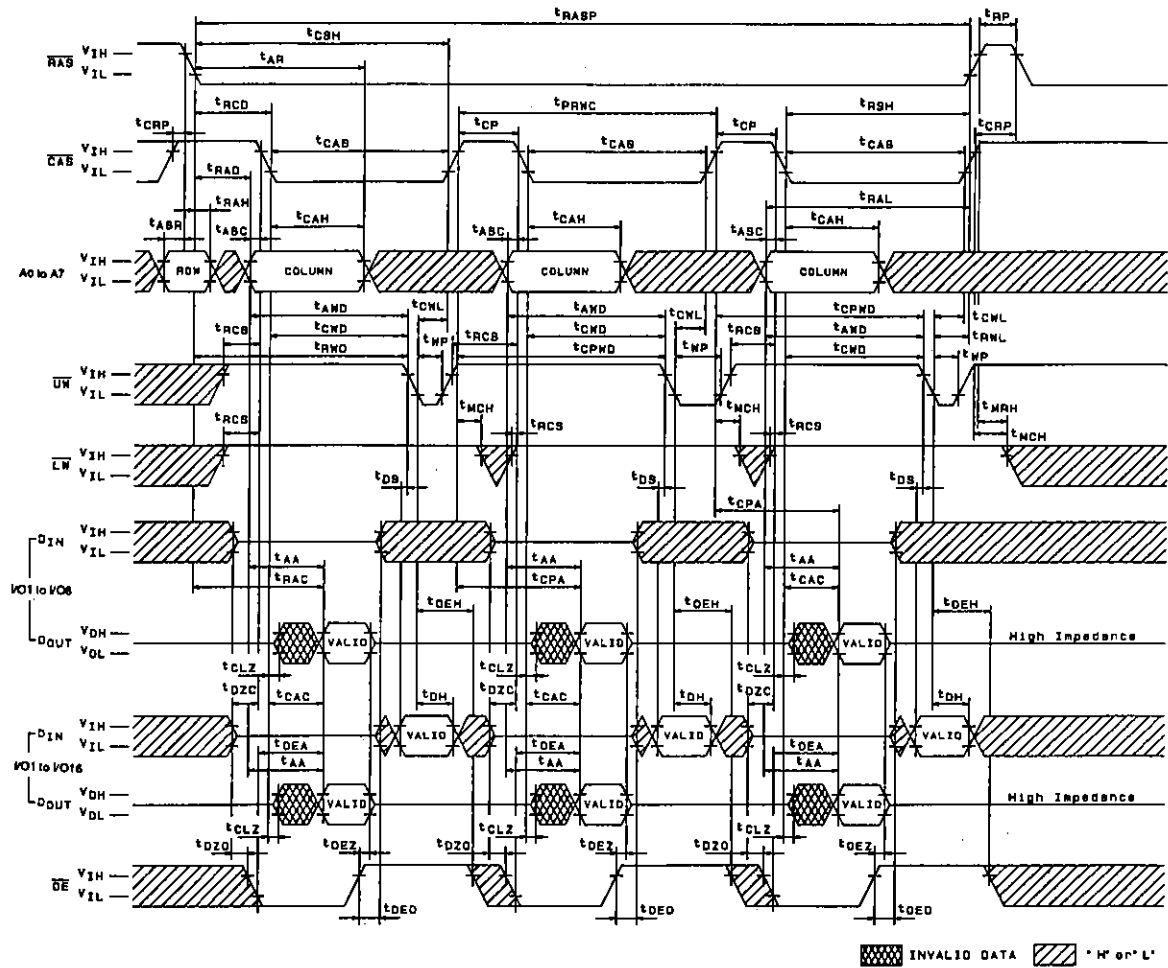 tRASP tRP
tCSH
RAS VIH
VIL
tAR
tRCD tPRWC tRSH
tCRP tCP tCP tCRP
CAS VIH
VIL
tCAS tCAS tCAS
tRAD tRAL
tRAH
tASR tASC tCAH tASC tCAH tASC tCAH
A0 to A7 VIH
VIL
ROW COLUMN COLUMN COLUMN
tAWD tCWL tAWD tCWL tCPWD tCWL
tRCS tCWD tRCS tCWD tRCS tAWD tRWL
tRWD tWP tCPWD tWP tCWD tWP
UW VIH
VIL
tRCS tMCH tRCS tMCH tRCS tMRH
tMCH
LW VIH
VIL
tDS tDS tDS
tCPA
I/O1 to I/O8
DIN VIH
VIL
tAA tAA tAA
tRAC tCPA tCAC
tOEH tOEH tOEH
DOUT VOH
VOL
VALID VALID VALID High Impedance
tCLZ tCLZ tCLZ
tDZC tCAC tDH tDZC tCAC tDH tDZC tDH
I/O1 to I/O16
DIN VIH
VIL
VALID VALID VALID
tOEA tOEA tOEA
tAA tAA tAA
DOUT VOH
VOL
VALID VALID VALID High Impedance
tCLZ tCLZ tCLZ
tDZO tOEZ tDZO tOEZ tDZO tOEZ
OE VIH
VIL
tOED tOED tOED
INVALID DATA "H" or "L"